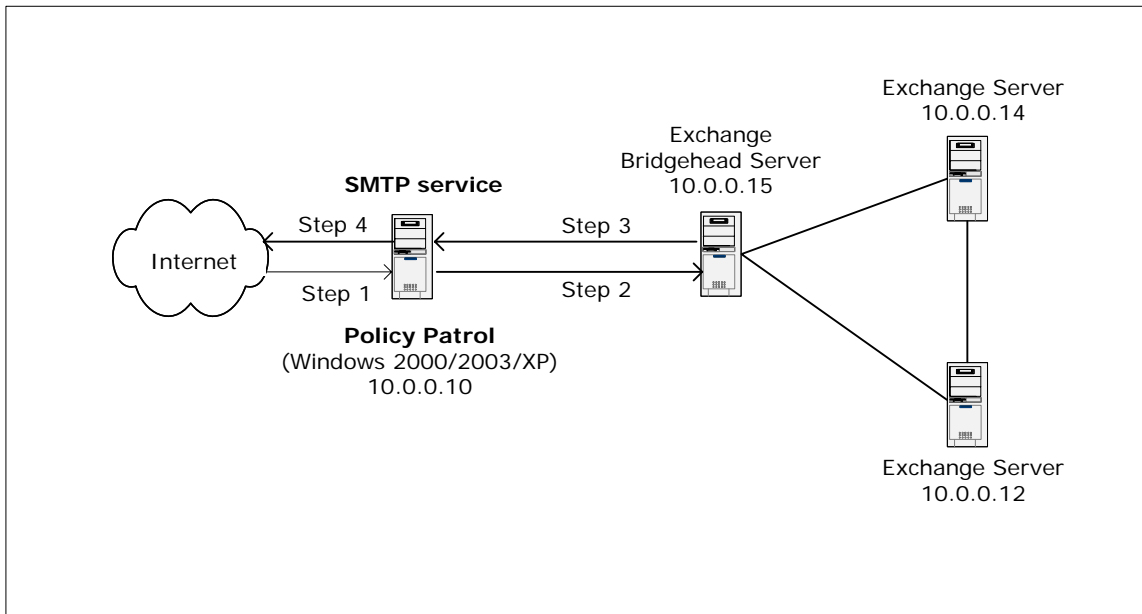 Exchange Server
10.0.0.14
Exchange
Bridgehead Server
10.0.0.15
SMTP service
Step 4
Step 3
Internet
Step 1
Step 2
Policy Patrol
(Windows 2000/2003/XP)
10.0.0.10
Exchange Server
10.0.0.12